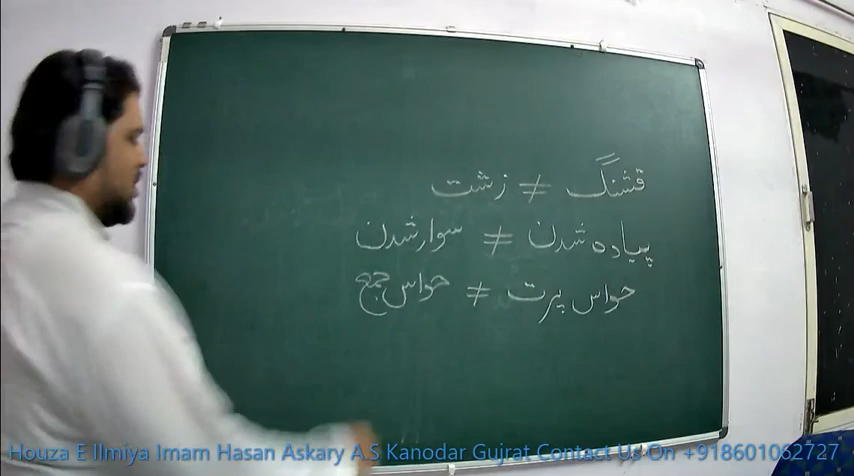 قشنگ ≠ زشت
پیاده شدن ≠ سوار شدن
حواس پرت ≠ حواس جمع
Houza E Ilmiya Imam Hasan Askary A.S Kanodar Gujrat Contact Us On +918601062727